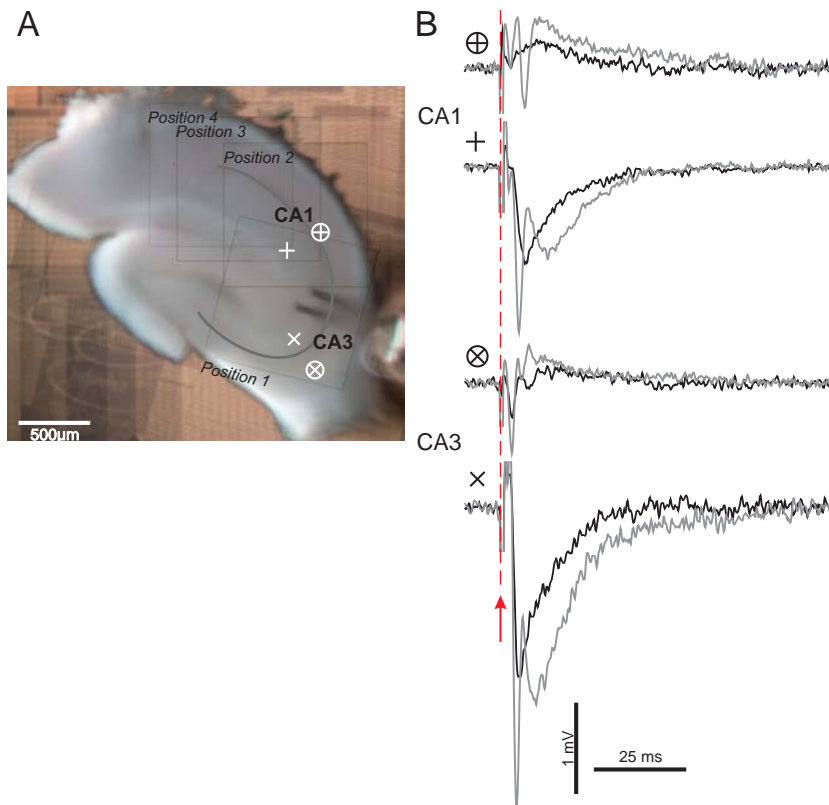 A
Position 4
Position 3
Position 2
CA1
CA3
Position 1
500µm
B
CA1
CA3
1 mV
25 ms